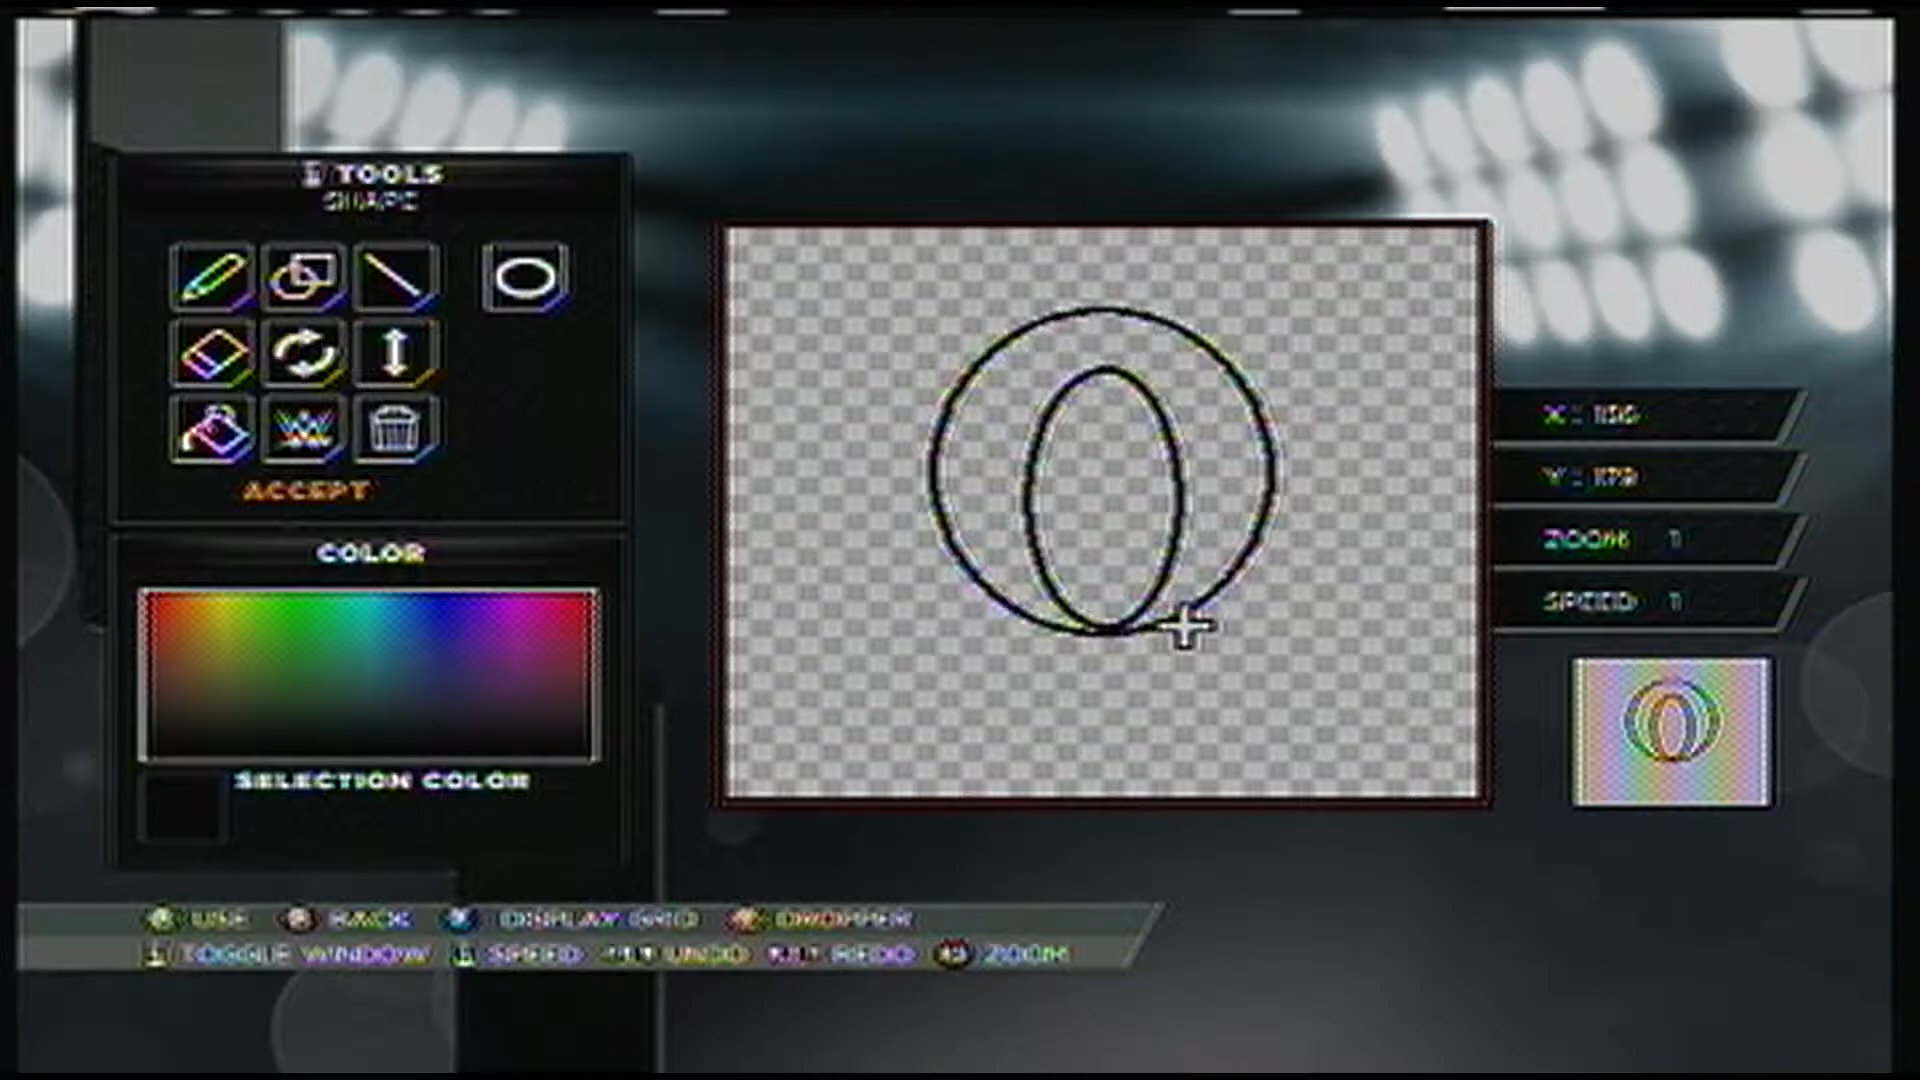 TOOLS
SHAPE
ACCEPT
COLOR
SELECTION COLOR
ZOOM 1
SPEED 1
USE BACK DISPLAY GRID DROPPER
TOGGLE WINDOW SPEED UNDO REDO ZOOM